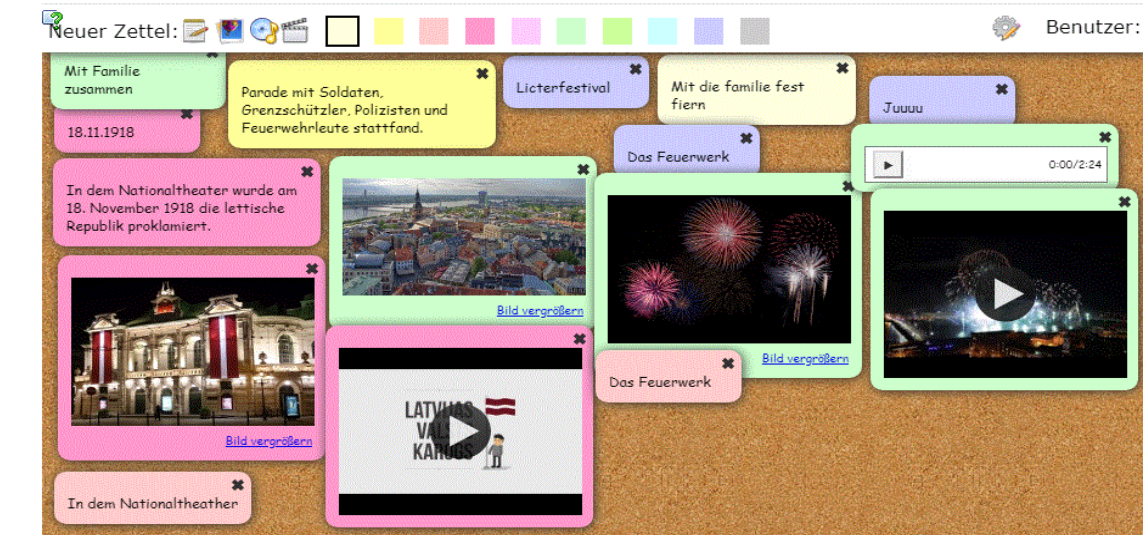 Neuer Zettel:
Benutzer:
Mit Familie
zusammen
18.11.1918
Parade mit Soldaten,
Grenzschützler, Polizisten und
Feuerwehrleute stattfand.
Licterfestival
Mit die familie fest
fiern
Juuuu
Das Feuerwerk
0:00/2:24
In dem Nationaltheater wurde am
18. November 1918 die lettische
Republik proklamiert.
Bild vergrößern
Bild vergrößern
Bild vergrößern
LATVIJAS
VALSTS
KAROGS
Das Feuerwerk
In dem Nationaltheather